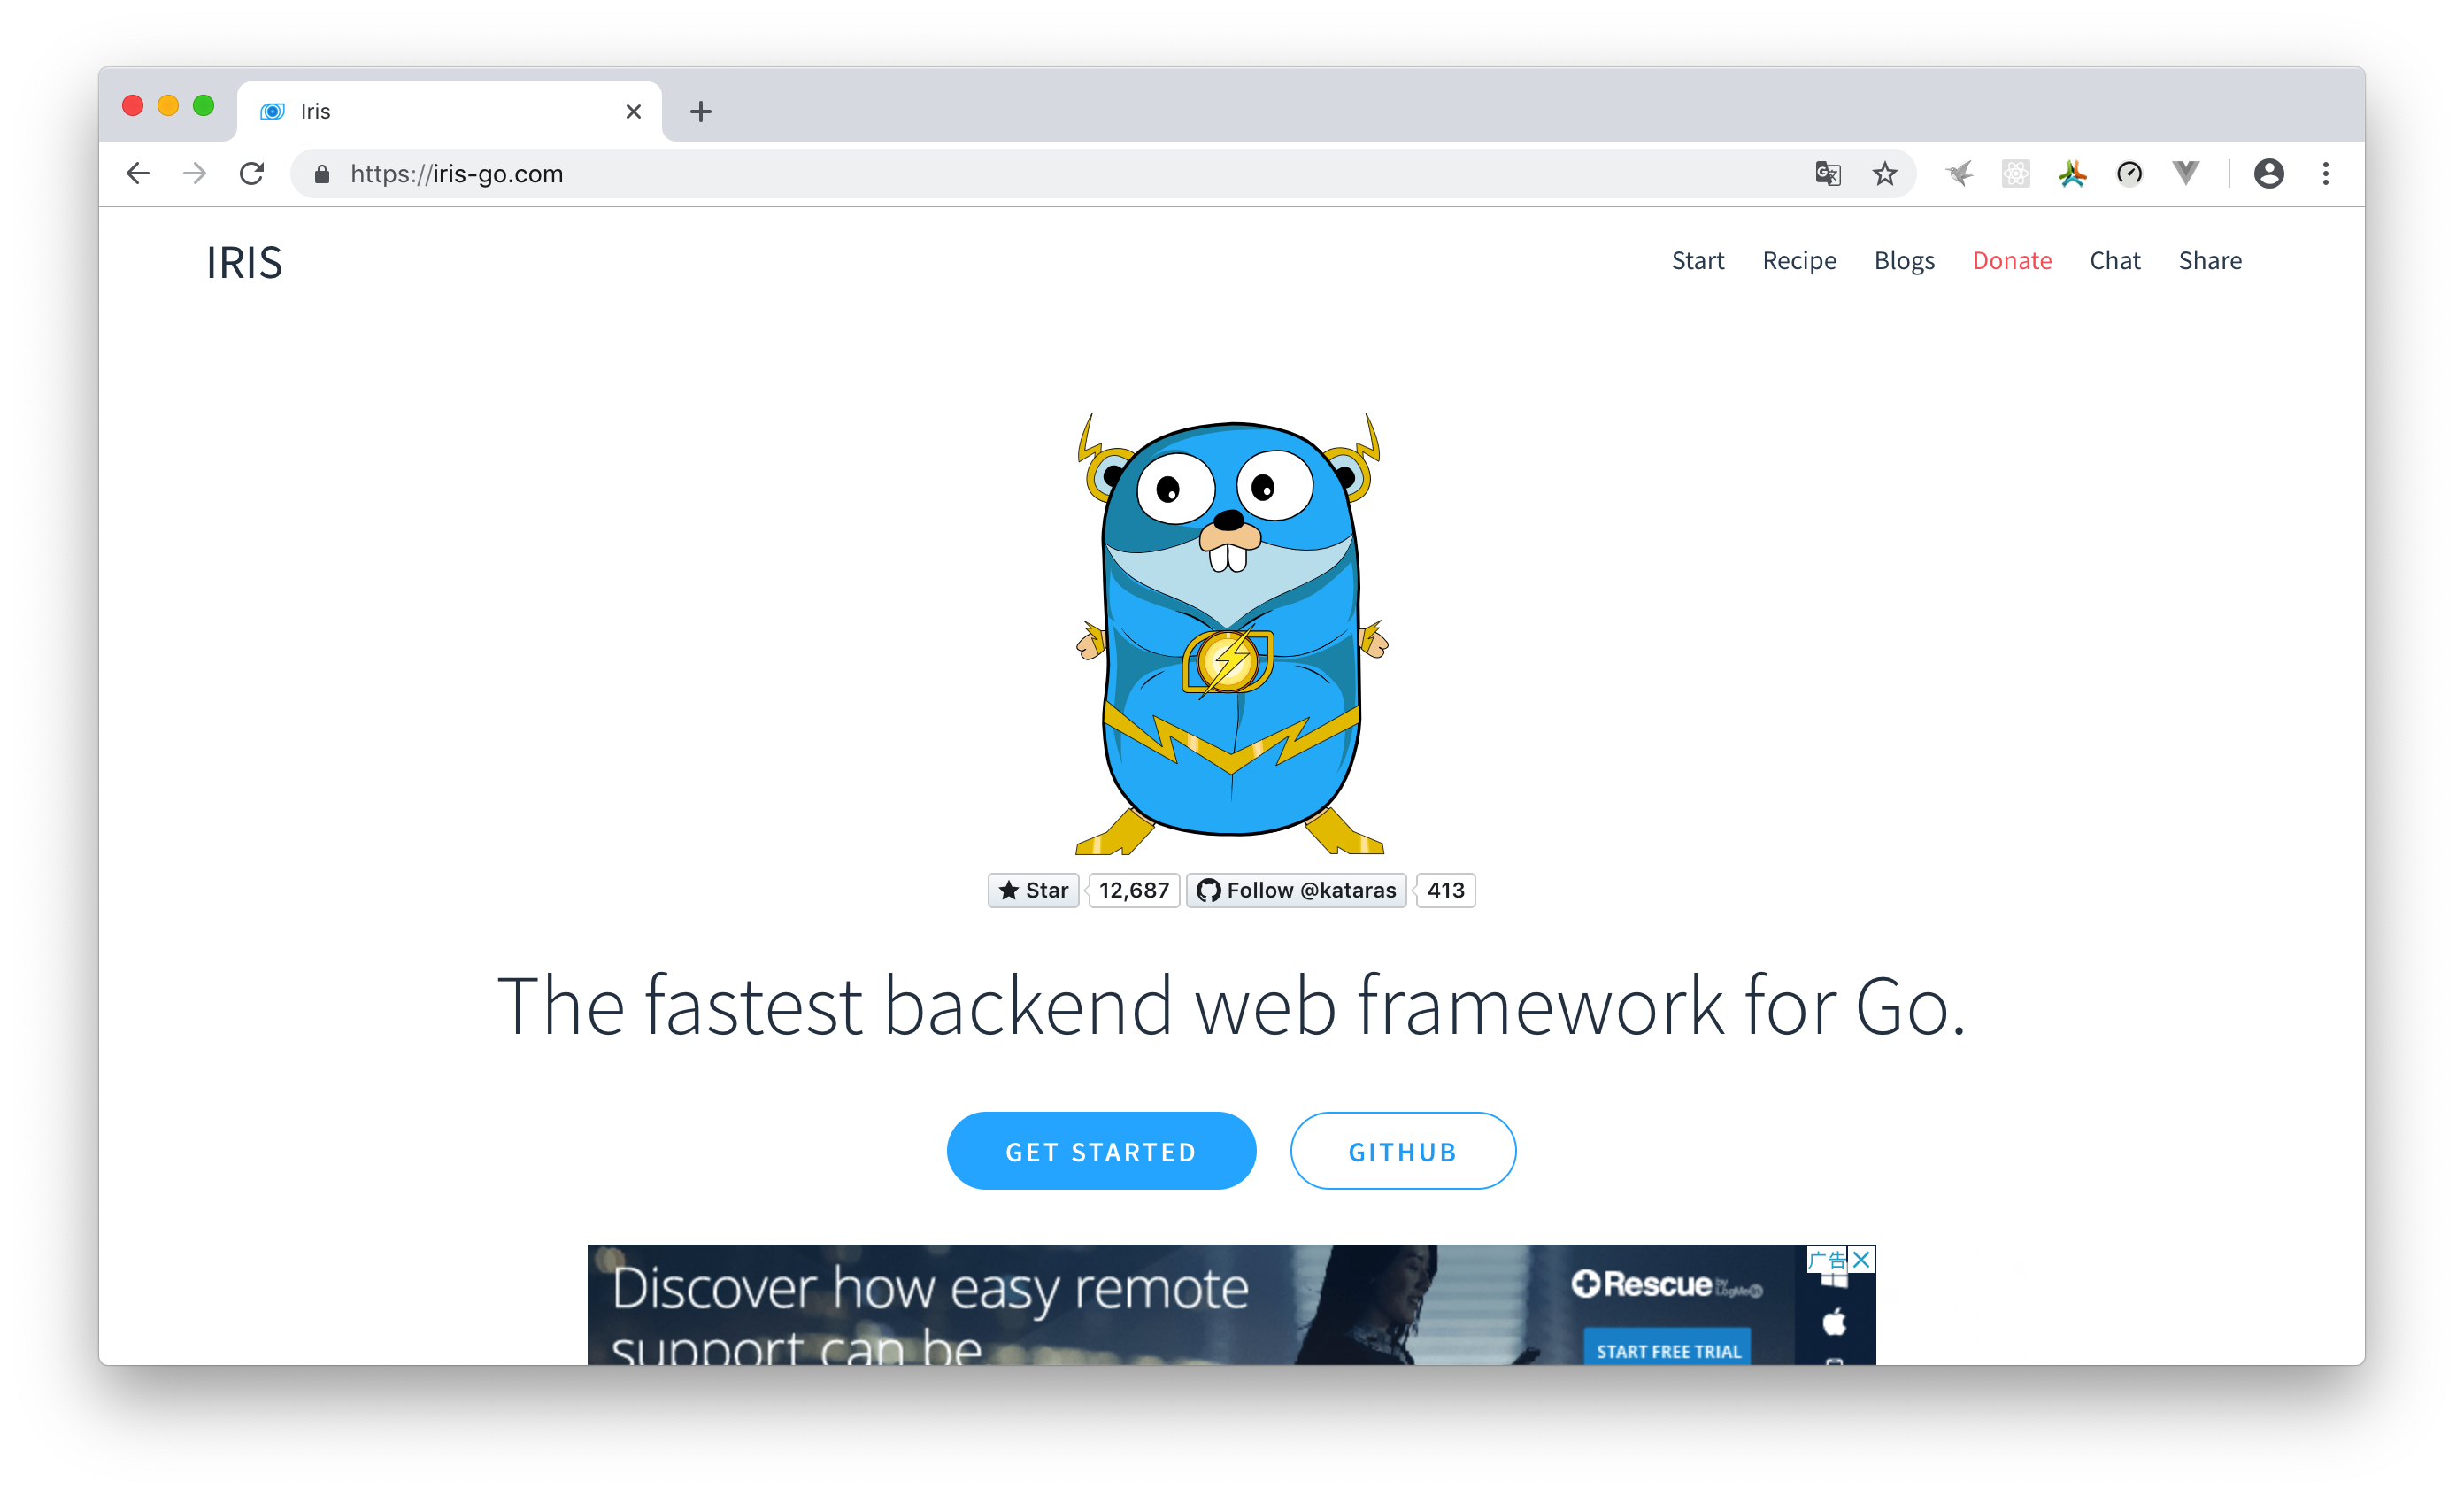 Iris
https://iris-go.com
IRIS
Start Recipe Blogs Donate Chat Share
Star 12,687 Follow @kataras 413
The fastest backend web framework for Go.
GET STARTED GITHUB
广告
Discover how easy remote
support can be
Rescue
by LogMeIn
START FREE TRIAL